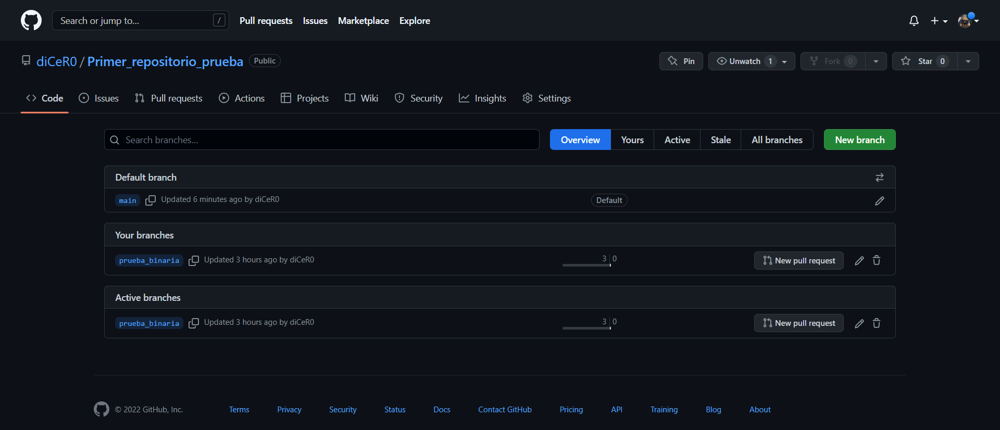 Search or jump to... / Pull requests Issues Marketplace Explore
diCeR0 / Primer_repositorio_prueba Public Pin Unwatch 1 Fork 0 Star 0
Code Issues Pull requests Actions Projects Wiki Security Insights Settings
Search branches... Overview Yours Active Stale All branches New branch
Default branch
main Updated 6 minutes ago by diCeR0 Default
Your branches
prueba_binaria Updated 3 hours ago by diCeR0 3 0 New pull request
Active branches
prueba_binaria Updated 3 hours ago by diCeR0 3 0 New pull request
© 2022 GitHub, Inc. Terms Privacy Security Status Docs Contact GitHub Pricing API Training Blog About